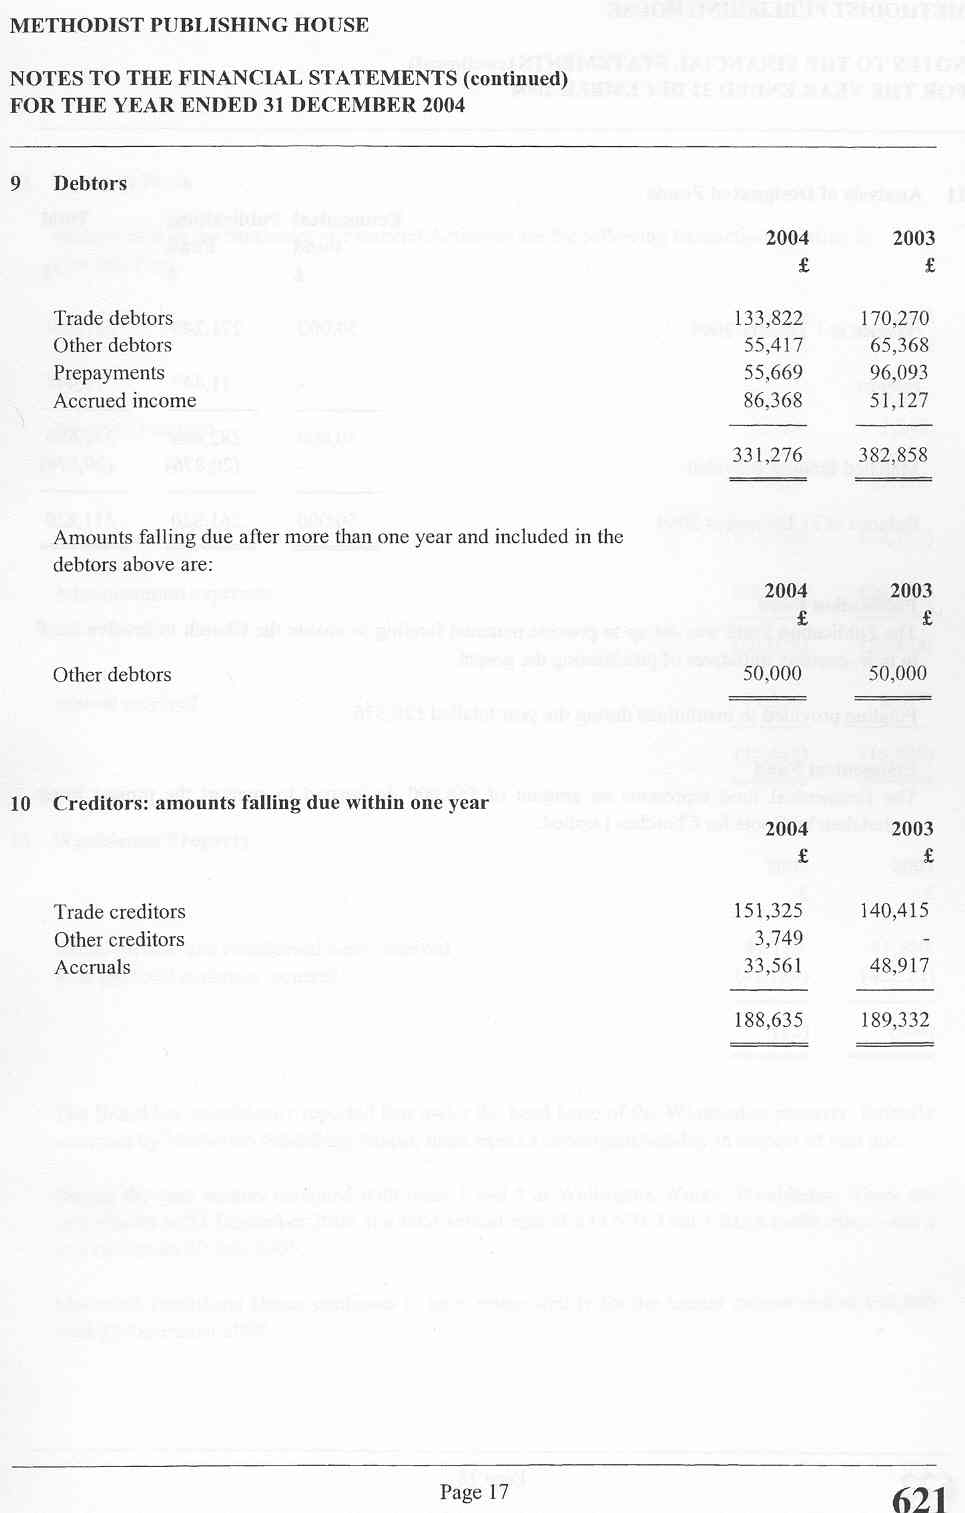 METHODIST PUBLISHING HOUSE
NOTES TO THE FINANCIAL STATEMENTS (continued)
FOR THE YEAR ENDED 31 DECEMBER 2004
9 Debtors
2004 2003
£ £
Trade debtors 133,822 170,270
Other debtors 55,417 65,368
Prepayments 55,669 96,093
Accrued income 86,368 51,127
331,276 382,858
Amounts falling due after more than one year and included in the
debtors above are:
2004 2003
£ £
Other debtors 50,000 50,000
10 Creditors: amounts falling due within one year
2004 2003
£ £
Trade creditors 151,325 140,415
Other creditors 3,749 -
Accruals 33,561 48,917
188,635 189,332
Page 17
621